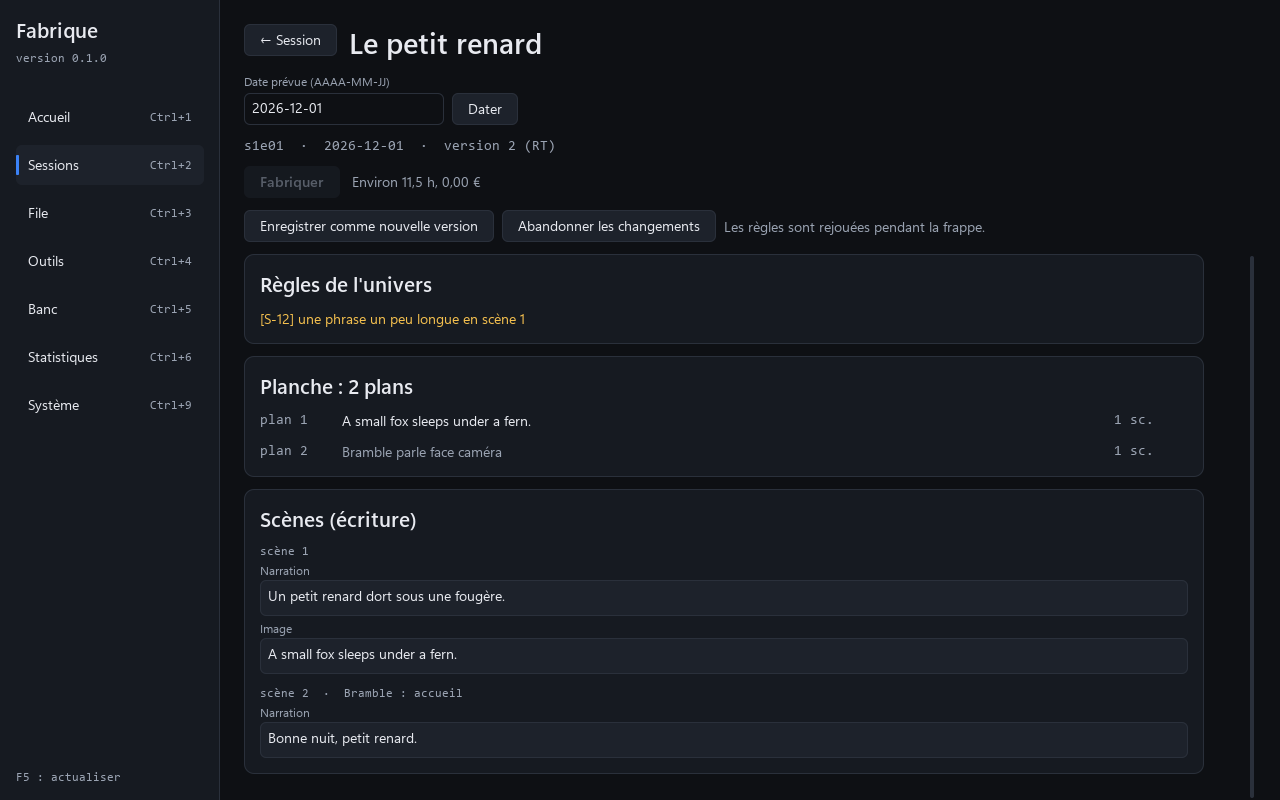 Fabrique
version 0.1.0
Accueil Ctrl+1
Sessions Ctrl+2
File Ctrl+3
Outils Ctrl+4
Banc Ctrl+5
Statistiques Ctrl+6
Système Ctrl+9
F5 : actualiser
← Session Le petit renard
Date prévue (AAAA-MM-JJ)
2026-12-01 Dater
s1e01 · 2026-12-01 · version 2 (RT)
Fabriquer Environ 11,5 h, 0,00 €
Enregistrer comme nouvelle version Abandonner les changements Les règles sont rejouées pendant la frappe.
Règles de l'univers
[S-12] une phrase un peu longue en scène 1
Planche : 2 plans
plan 1 A small fox sleeps under a fern. 1 sc.
plan 2 Bramble parle face caméra 1 sc.
Scènes (écriture)
scène 1
Narration
Un petit renard dort sous une fougère.
Image
A small fox sleeps under a fern.
scène 2 · Bramble : accueil
Narration
Bonne nuit, petit renard.